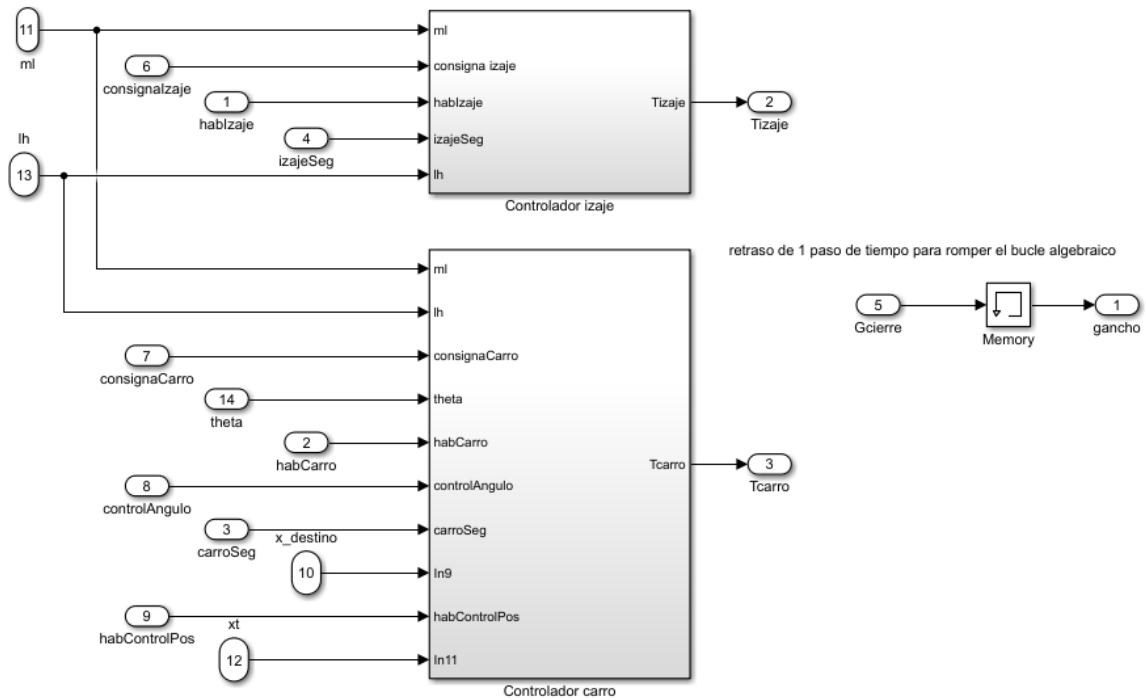 11
ml
6
consignaIzaje
1
habIzaje
4
izajeSeg
lh
13
ml
consigna izaje
habIzaje
izajeSeg
lh
Tizaje
Controlador izaje
2
Tizaje
retraso de 1 paso de tiempo para romper el bucle algebraico
5
Gcierre
Memory
1
gancho
7
consignaCarro
14
theta
2
habCarro
8
controlAngulo
3
carroSeg
x_destino
10
9
habControlPos
xt
12
ml
lh
consignaCarro
theta
habCarro
controlAngulo
carroSeg
In9
habControlPos
In11
Tcarro
Controlador carro
3
Tcarro